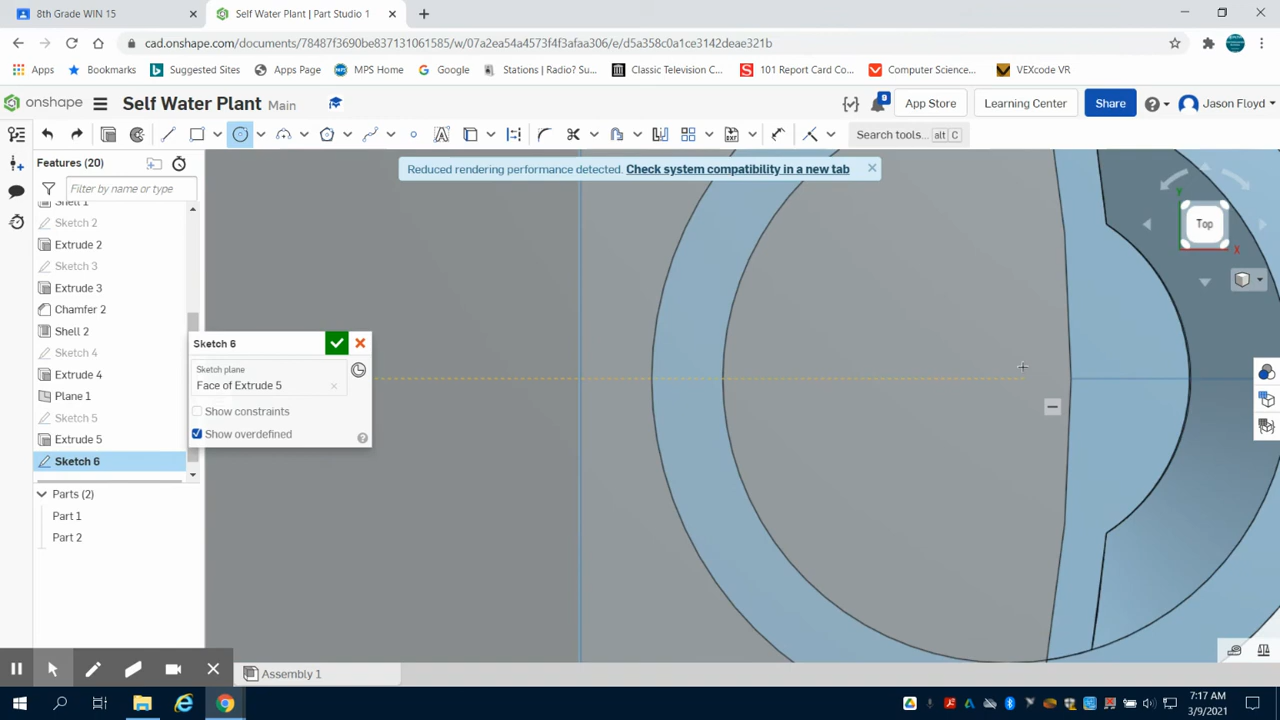 8th Grade WIN 15
Self Water Plant | Part Studio 1
cad.onshape.com/documents/78487f3690be837131061585/w/07a2ea54a4573f4f3afaa306/e/d5a358c0a1ce3142deae321b
Apps
Bookmarks
Suggested Sites
Apps Page
MPS Home
Google
Stations | Radio? Su...
Classic Television C...
101 Report Card Co...
Computer Science...
VEXcode VR
onshape
Self Water Plant
Main
9
App Store
Learning Center
Share
Jason Floyd
Search tools...
alt
C
Features (20)
Reduced rendering performance detected. Check system compatibility in a new tab
Filter by name or type
Shell 1
Sketch 2
Extrude 2
Sketch 3
Extrude 3
Chamfer 2
Shell 2
Sketch 4
Extrude 4
Plane 1
Sketch 5
Extrude 5
Sketch 6
Parts (2)
Part 1
Part 2
Sketch 6
Sketch plane
Face of Extrude 5
Show constraints
Show overdefined
Y
Top
X
Assembly 1
7:17 AM
3/9/2021